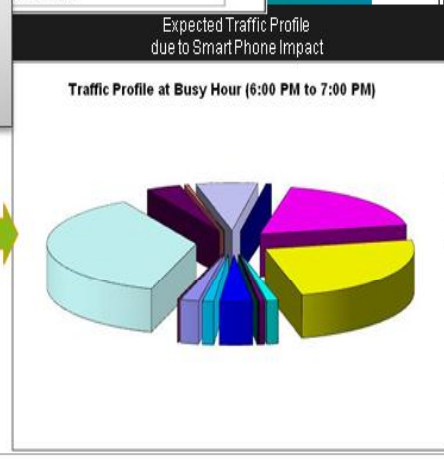 Expected Traffic Profile
due to Smart Phone Impact
Traffic Profile at Busy Hour (6:00 PM to 7:00 PM)